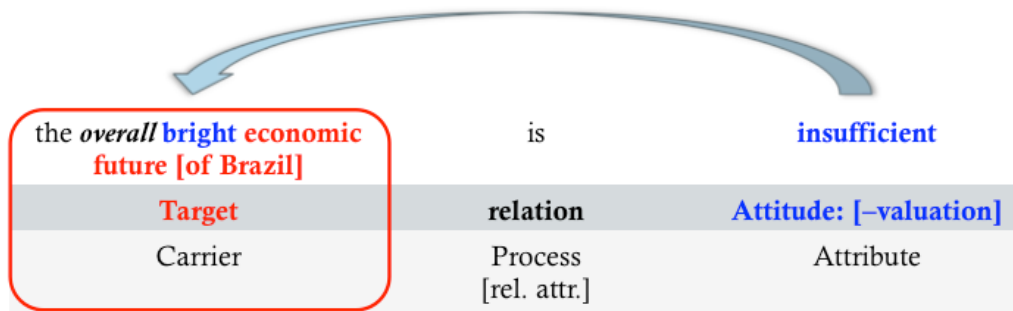 the overall bright economic future [of Brazil] is insufficient
Target relation Attitude: [–valuation]
Carrier Process [rel. attr.] Attribute